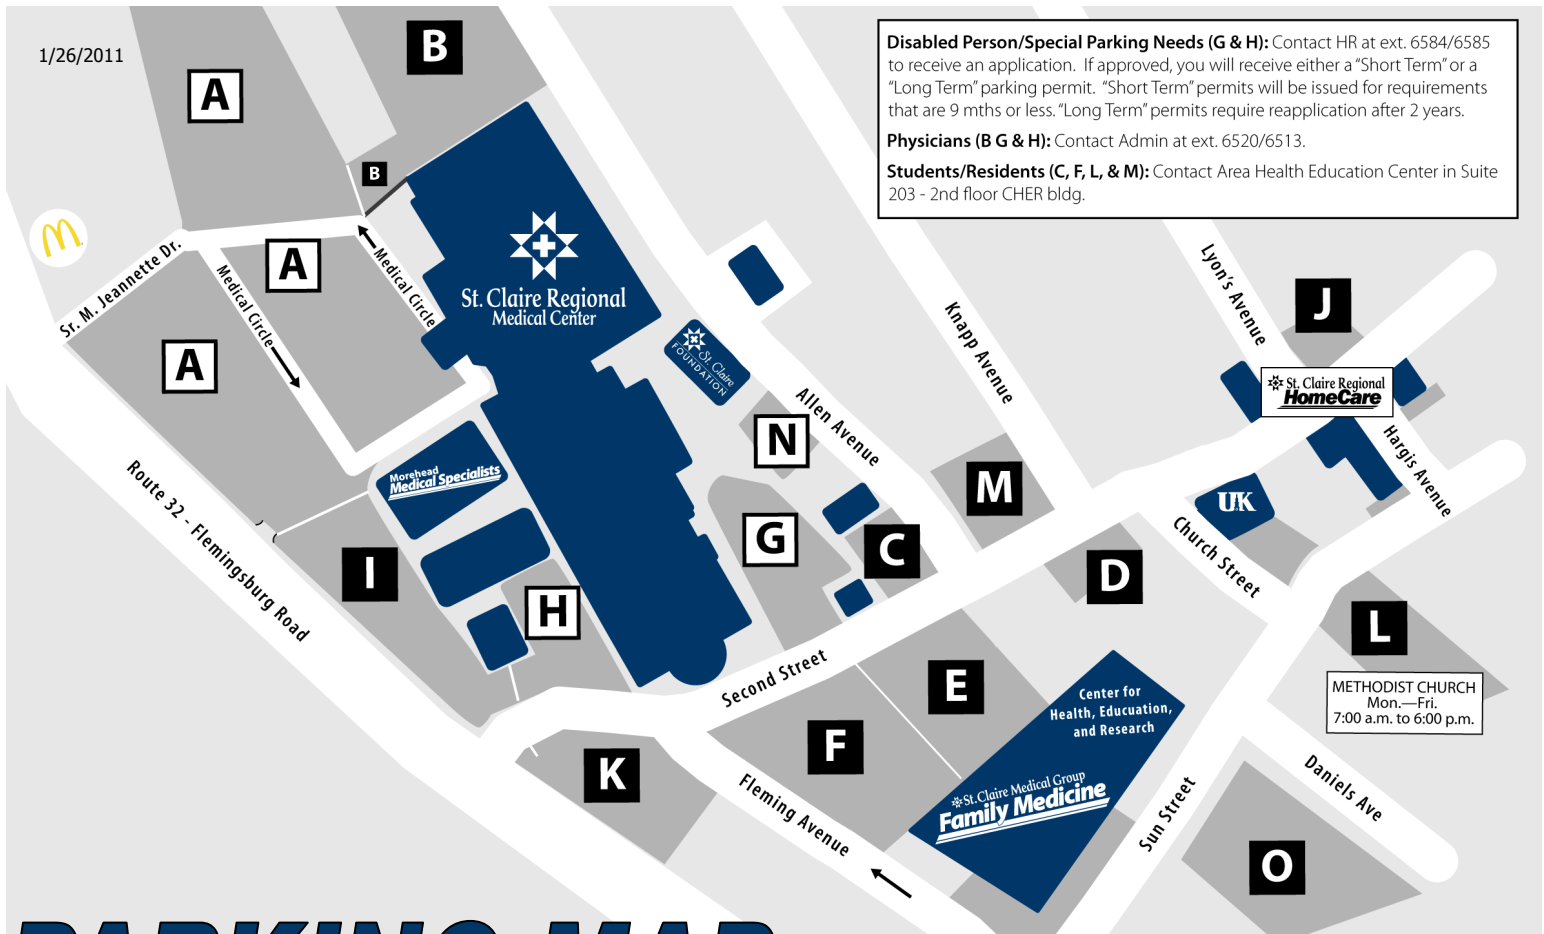 1/26/2011
B
A
Disabled Person/Special Parking Needs (G & H): Contact HR at ext. 6584/6585
to receive an application.  If approved, you will receive either a “Short Term” or a
“Long Term” parking permit.  “Short Term” permits will be issued for requirements
that are 9 mths or less. “Long Term” permits require reapplication after 2 years.
Physicians (B G & H): Contact Admin at ext. 6520/6513.
Students/Residents (C, F, L, & M): Contact Area Health Education Center in Suite
203 - 2nd floor CHER bldg.
B
M
Sr. M. Jeannette Dr.
A
Medical Circle
Medical Circle
St. Claire Regional
Medical Center
A
St. Claire
FOUNDATION
Knapp Avenue
Lyon's Avenue
J
St. Claire Regional
HomeCare
Hargis Avenue
Allen Avenue
N
M
Morehead
Medical Specialists
Route 32 - Flemingsburg Road
UK
Church Street
G
C
D
I
H
L
METHODIST CHURCH
Mon.—Fri.
7:00 a.m. to 6:00 p.m.
Second Street
E
Center for
Health, Educuation,
and Research
F
K
St. Claire Medical Group
Family Medicine
Fleming Avenue
Sun Street
Daniels Ave
O
PARKING MAP